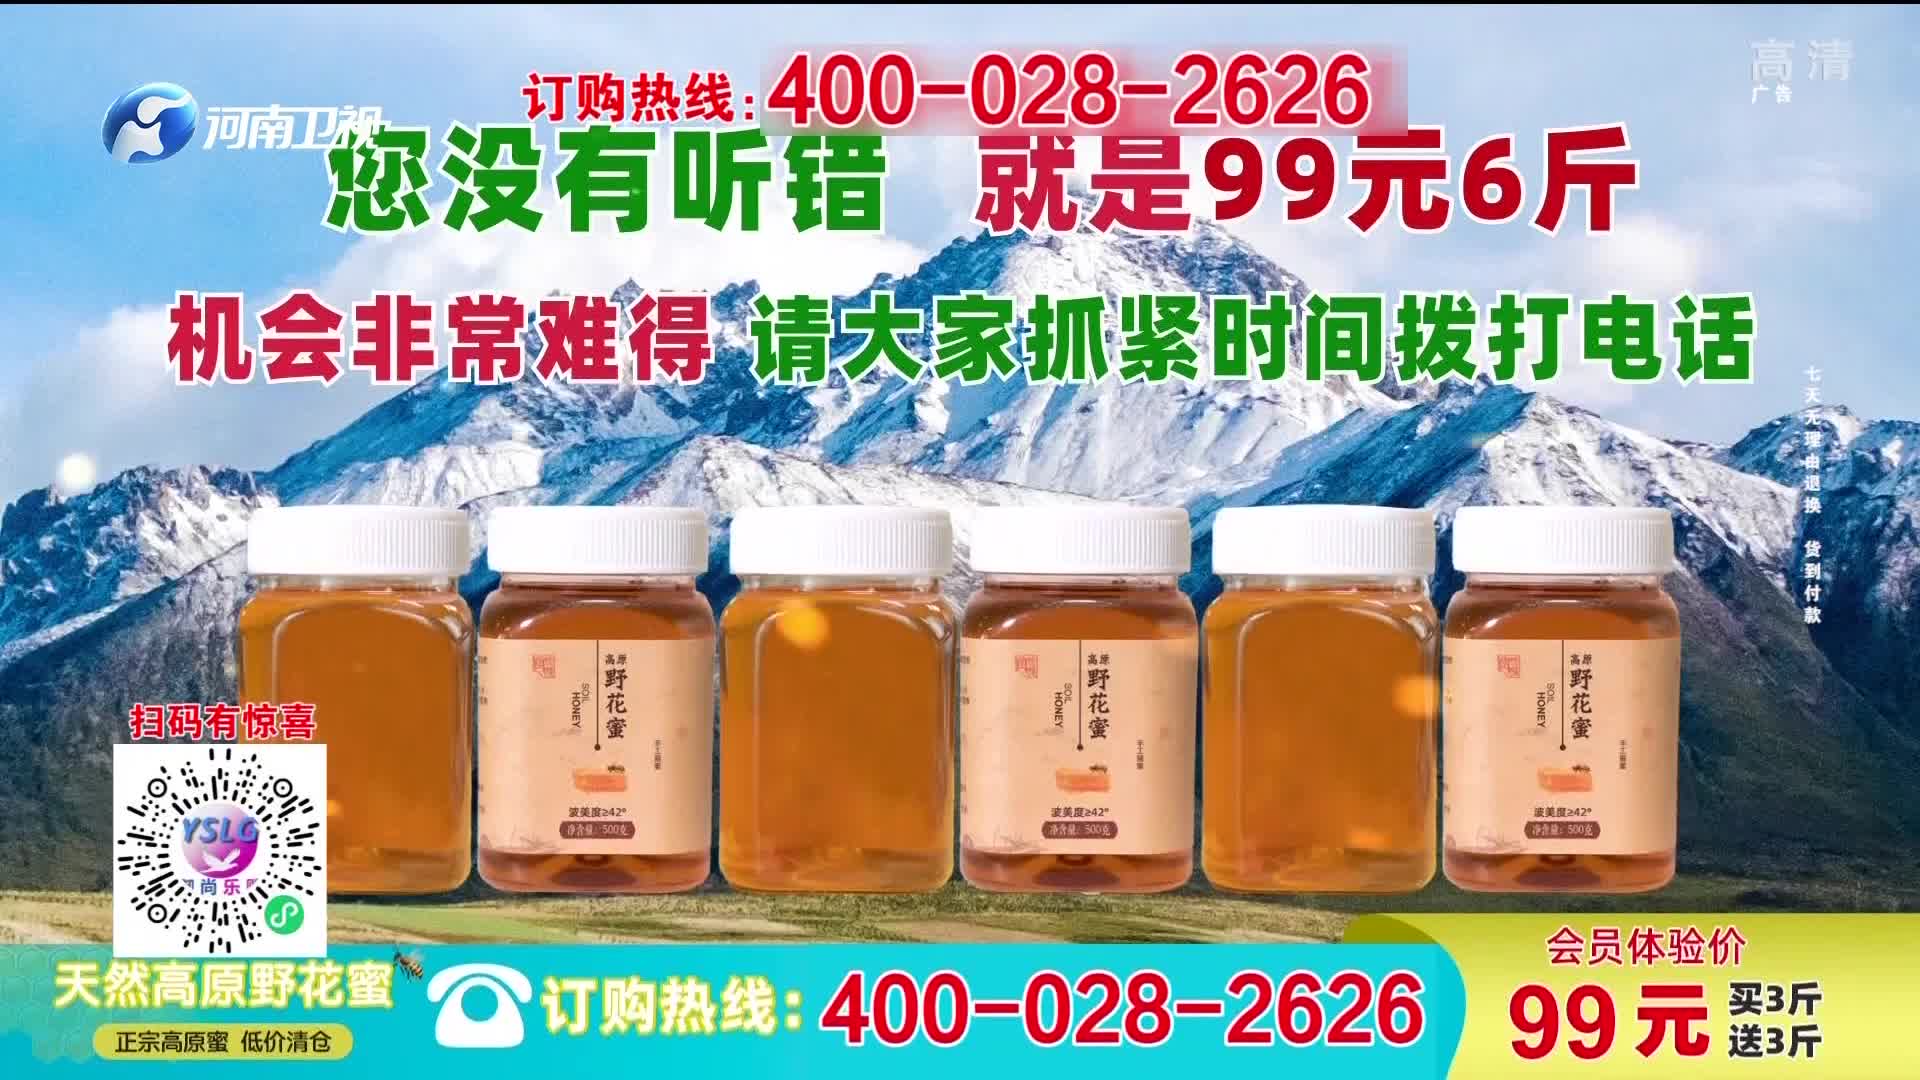 高清
广告
订购热线:400-028-2626
河南卫视
您没有听错 就是99元6斤
机会非常难得 请大家抓紧时间拨打电话
七天无理由退换 货到付款
高原
野花蜜
SOIL
HONEY
波美度≥42°
净含量:500克
高原
野花蜜
SOIL
HONEY
波美度≥42°
净含量:500克
高原
野花蜜
SOIL
HONEY
波美度≥42°
净含量:500克
扫码有惊喜
YSLG
尚乐
天然高原野花蜜
正宗高原蜜 低价清仓
订购热线:400-028-2626
会员体验价
99元
买3斤
送3斤